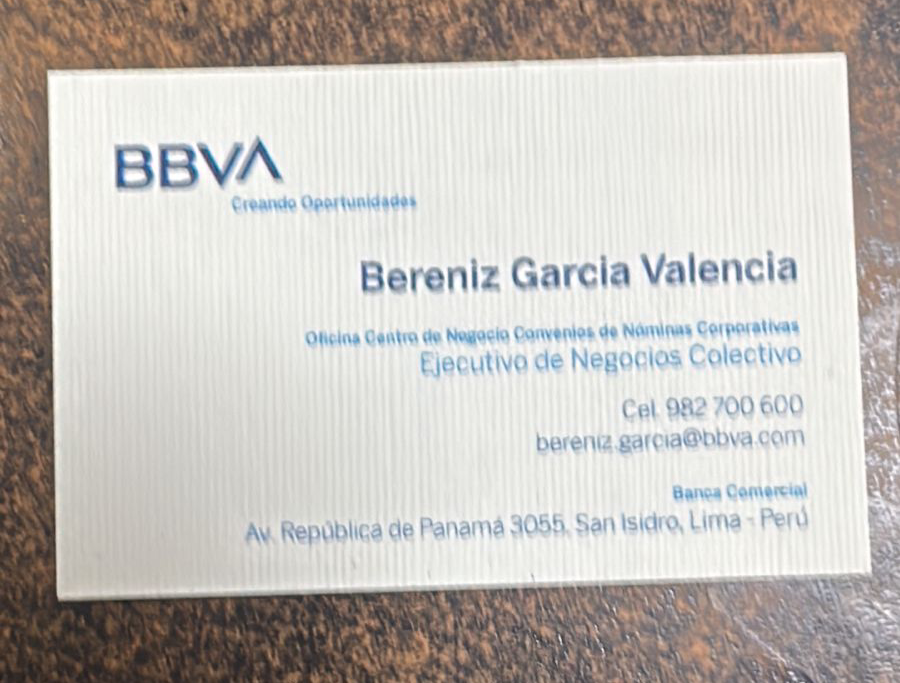 BBVA
Creando Oportunidades
Bereniz Garcia Valencia
Oficina Centro de Negocio Convenios de Nóminas Corporativas
Ejecutivo de Negocios Colectivo
Cel. 982 700 600
bereniz.garcia@bbva.com
Banca Comercial
Av. República de Panamá 3055, San Isidro, Lima - Perú